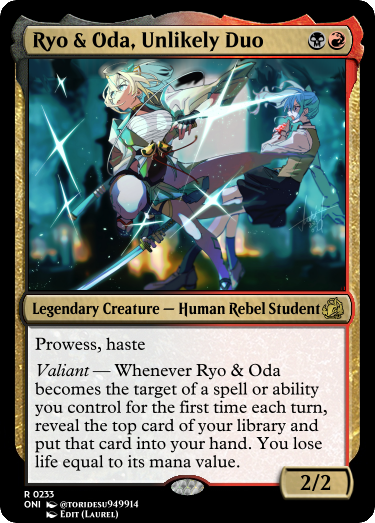 Ryo & Oda, Unlikely Duo
Legendary Creature — Human Rebel Student
Prowess, haste
Valiant — Whenever Ryo & Oda
becomes the target of a spell or ability
you control for the first time each turn,
reveal the top card of your library and
put that card into your hand. You lose
life equal to its mana value.
2/2
R 0233
ONI @TORIDESU949914
EDIT (LAUREL)